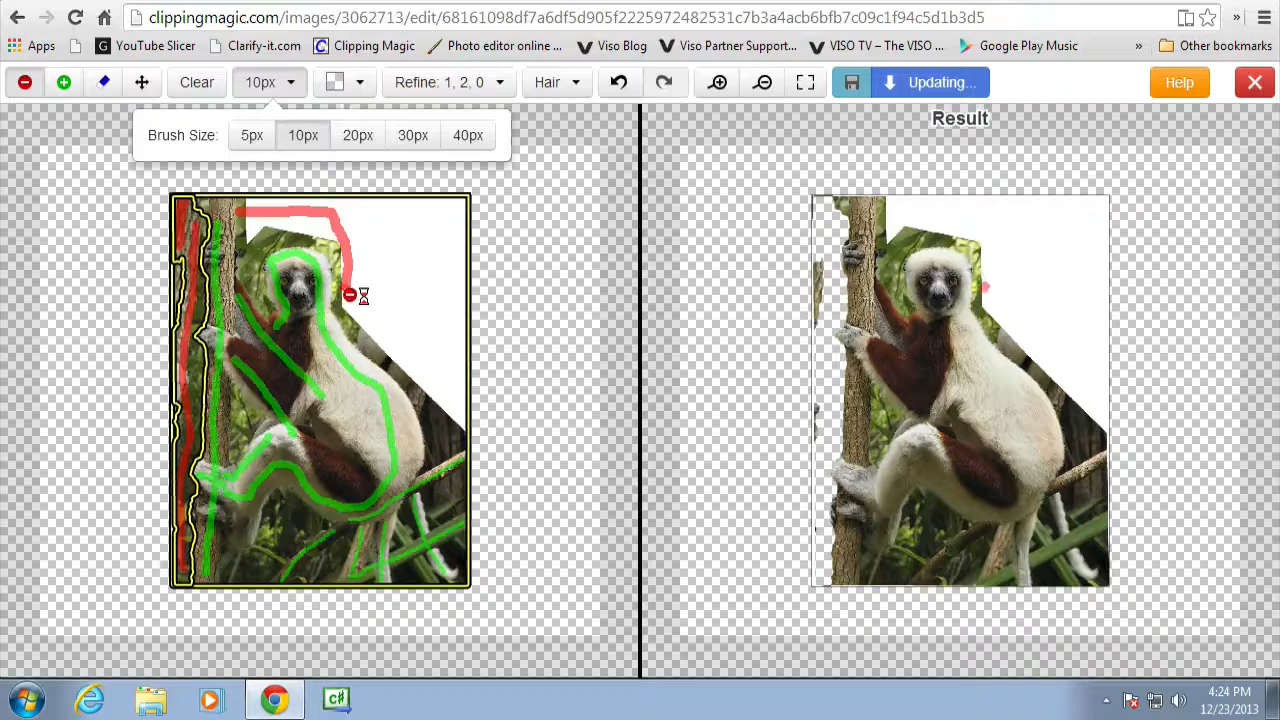 clippingmagic.com/images/3062713/edit/68161098df7a6df5d905f2225972482531c7b3a4acb6bfb7c09c1f94c5d1b3d5
Apps YouTube Slicer Clarify-it.com Clipping Magic Photo editor online ... Viso Blog Viso Free Support... VISO TV – The VISO ... Google Play Music » Other bookmarks
Clear 10px Refine: 1, 2, 0 Hair Updating... Help
Brush Size: 5px 10px 20px 30px 40px
Result
4:24 PM
12/23/2013